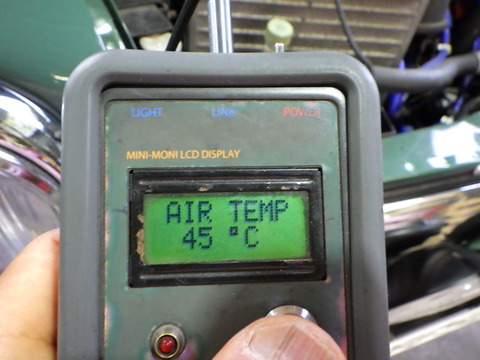 LIGHT LINK POWER
MINI-MONI LCD DISPLAY
AIR TEMP
45 °C